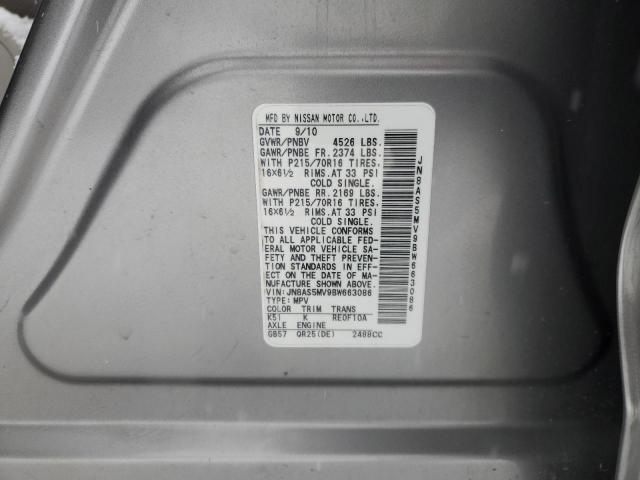 MFD BY NISSAN MOTOR CO.,LTD.
DATE 9/10
GVWR/PNBV 4526 LBS.
GAWR/PNBE FR. 2374 LBS.
WITH P215/70R16 TIRES.
16X6½ RIMS. AT 33 PSI
COLD SINGLE.
GAWR/PNBE RR. 2169 LBS.
WITH P215/70R16 TIRES.
16X6½ RIMS. AT 33 PSI
COLD SINGLE.
THIS VEHICLE CONFORMS
TO ALL APPLICABLE FED-
ERAL MOTOR VEHICLE SA-
FETY AND THEFT PREVEN-
TION STANDARDS IN EFF-
ECT ON THE DATE OF MA-
NUFACTURE SHOWN ABOVE.
VIN: JN8AS5MV9BW663086
TYPE: MPV
COLOR TRIM TRANS
K51 K RE0F10A
AXLE ENGINE
GB57 QR25(DE) 2488CC
JN8AS5MV9BW663086